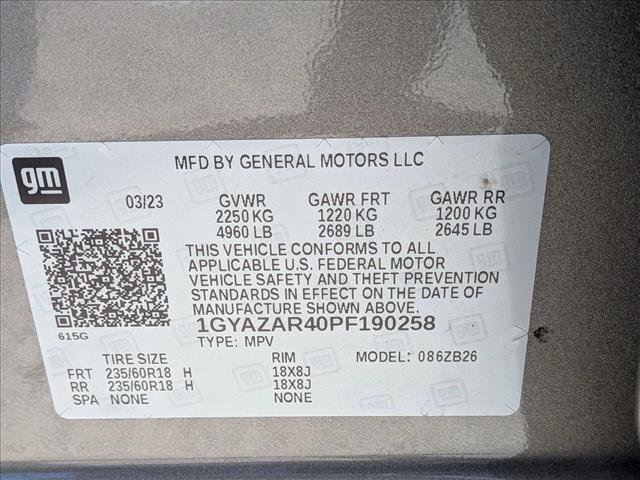 gm
MFD BY GENERAL MOTORS LLC
03/23 GVWR GAWR FRT GAWR RR
2250 KG 1220 KG 1200 KG
4960 LB 2689 LB 2645 LB
THIS VEHICLE CONFORMS TO ALL
APPLICABLE U.S. FEDERAL MOTOR
VEHICLE SAFETY AND THEFT PREVENTION
STANDARDS IN EFFECT ON THE DATE OF
MANUFACTURE SHOWN ABOVE.
615G 1GYAZAR40PF190258
TYPE: MPV
TIRE SIZE RIM MODEL: 086ZB26
FRT 235/60R18 H 18X8J
RR 235/60R18 H 18X8J
SPA NONE NONE